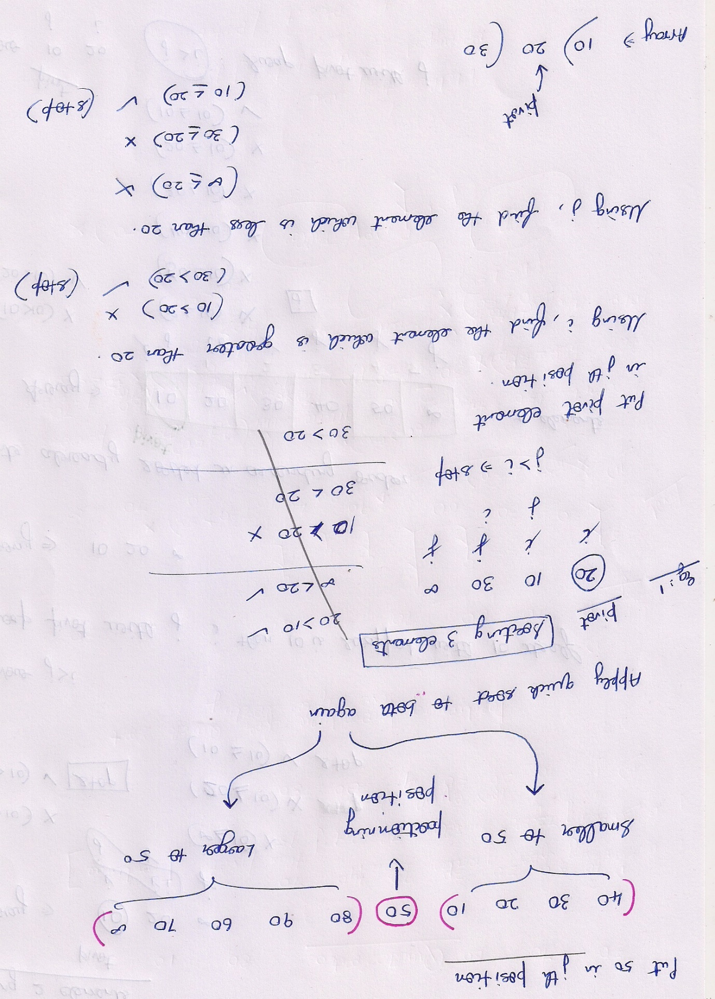 Put 50 in jth position
(40 30 20 10) 50 (80 90 60 70 ∞)
Smaller to 50
partionning
position
Larger to 50
Apply quick sort to both again
pivot
(Sorting 3 elements)
eg:1
20 10 30 ∞
i i j j
j i
j > i ⇒ stop
Put pivot element
in jth position.
20 > 10 ✓
∞ < 20 ✓
10 > 20 ×
30 < 20
30 > 20
Using i, find the element which is greater than 20.
(10 > 20) ×
(30 > 20) ✓ (stop)
Using j, find the element which is less than 20.
(∞ ≤ 20) ×
(30 ≤ 20) ×
(10 ≤ 20) ✓ (stop)
pivot
Array ⇒ 10) 20 (30